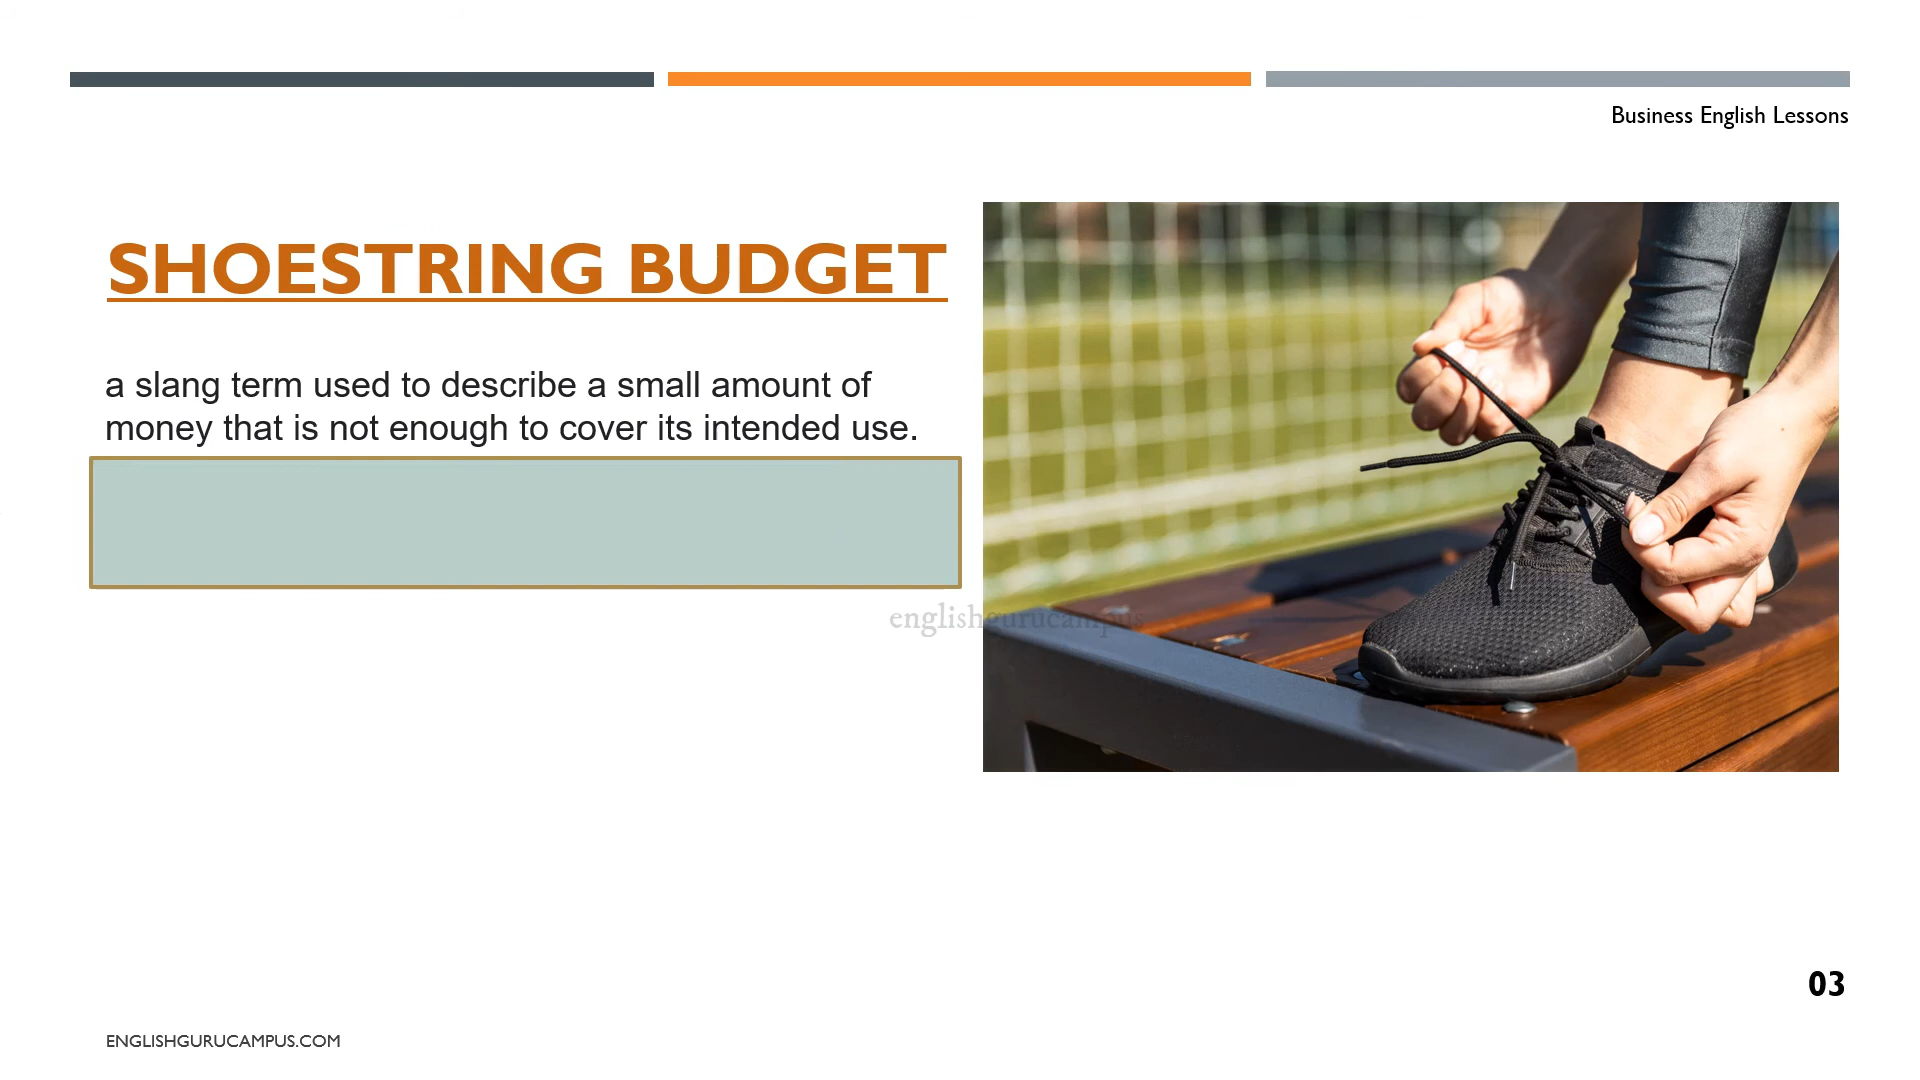 Business English Lessons
SHOESTRING BUDGET
a slang term used to describe a small amount of
money that is not enough to cover its intended use.
englishgurucampus
03
ENGLISHGURUCAMPUS.COM